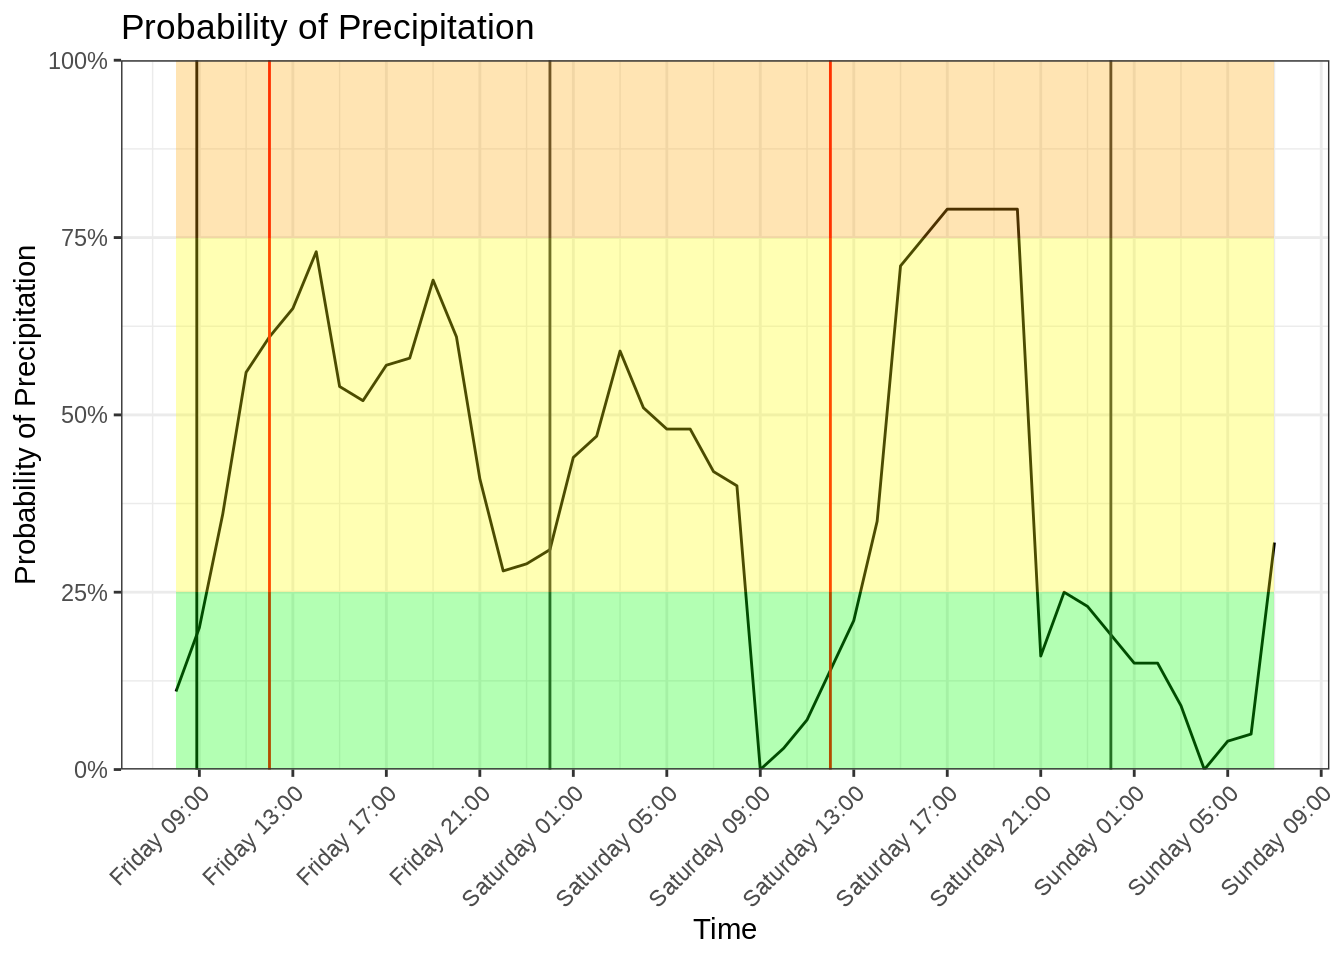 Probability of Precipitation
Probability of Precipitation
100%
75%
50%
25%
0%
Friday 09:00
Friday 13:00
Friday 17:00
Friday 21:00
Saturday 01:00
Saturday 05:00
Saturday 09:00
Saturday 13:00
Saturday 17:00
Saturday 21:00
Sunday 01:00
Sunday 05:00
Sunday 09:00
Time